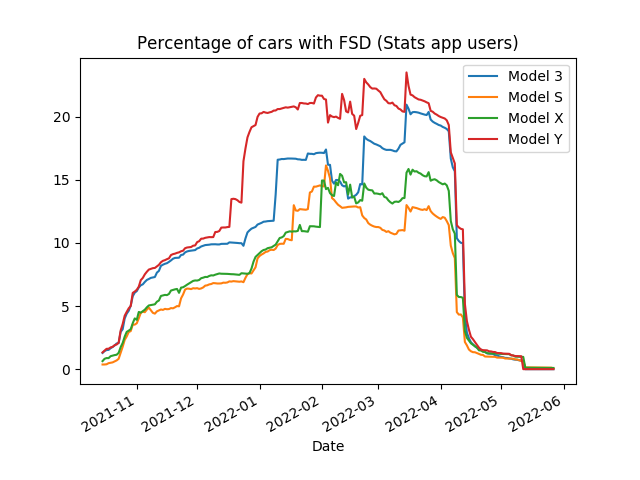 Percentage of cars with FSD (Stats app users)
Model 3
Model S
Model X
Model Y
20
15
10
5
0
2021-11
2021-12
2022-01
2022-02
2022-03
2022-04
2022-05
2022-06
Date